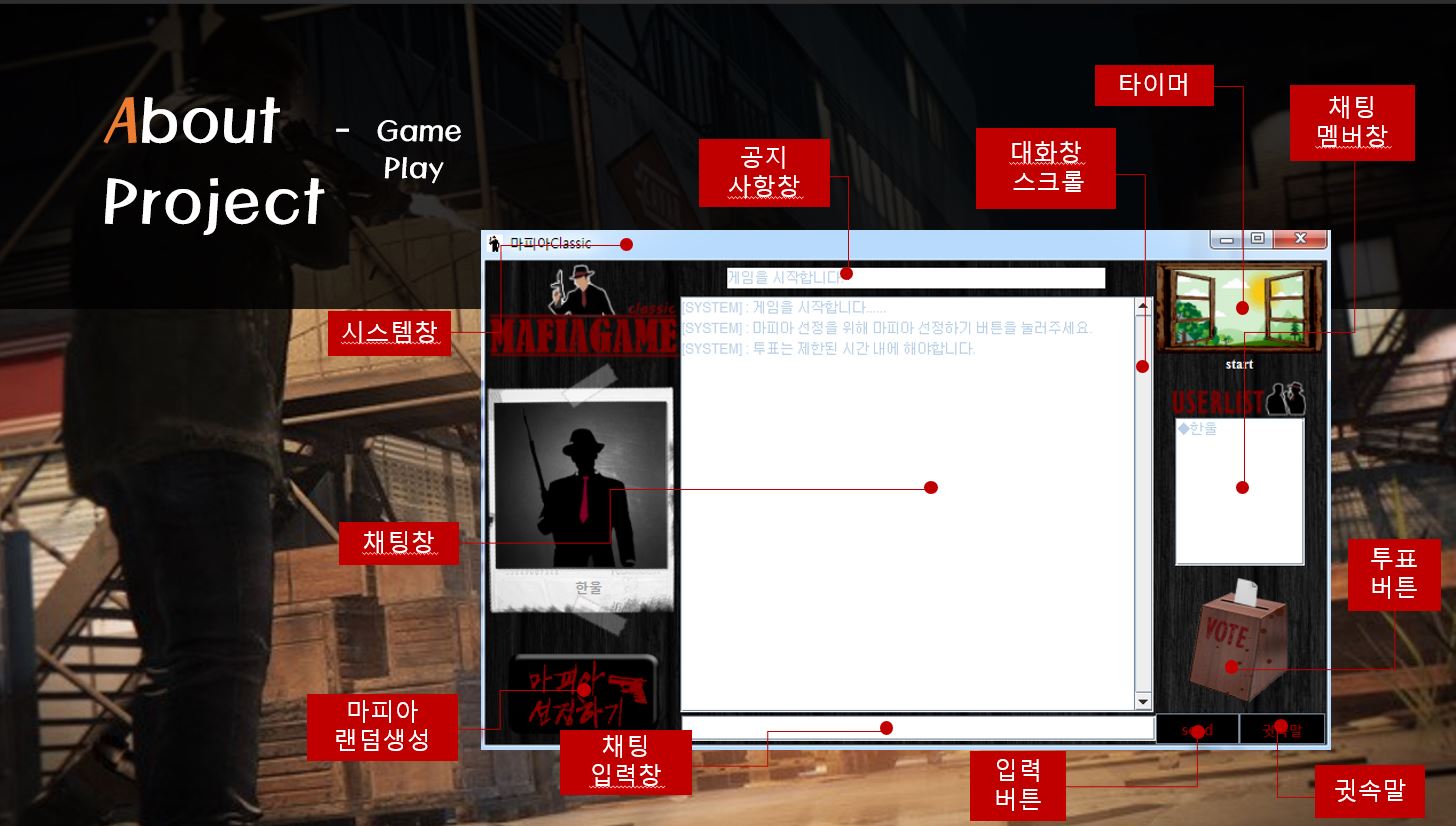 About
Project
- Game
Play
타이머
채팅
멤버창
공지
사항창
대화창
스크롤
마피아Classic
시스템창
classic
MAFIAGAME
게임을 시작합니다
[SYSTEM] : 게임을 시작합니다......
[SYSTEM] : 마피아 선정을 위해 마피아 선정하기 버튼을 눌러주세요.
[SYSTEM] : 투표는 제한된 시간 내에 해야합니다.
start
USERLIST
◆한울
채팅창
한울
투표
버튼
VOTE
마피아
선정하기
마피아
랜덤생성
채팅
입력창
send
귓속말
입력
버튼
귓속말